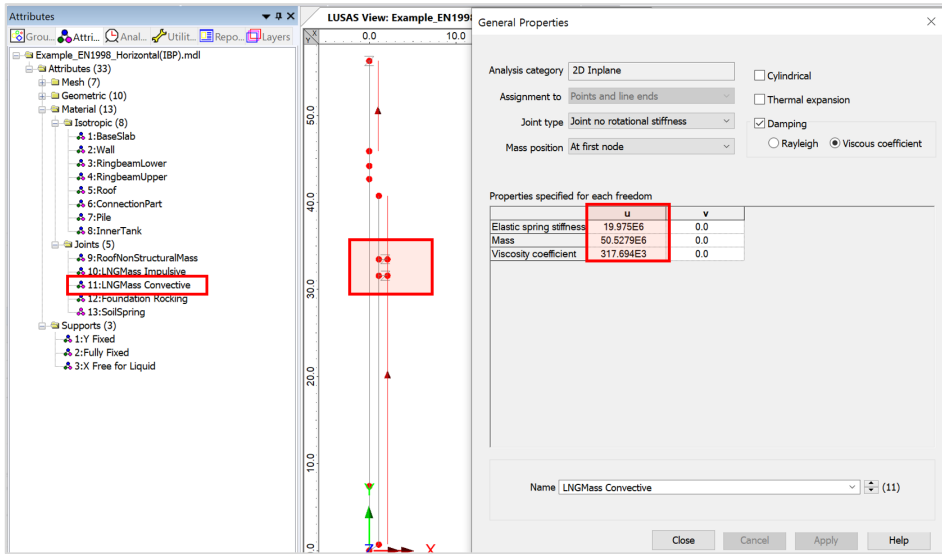 Attributes
Grou... Attri... Anal... Utilit... Repo... Layers
Example_EN1998_Horizontal(IBP).mdl
Attributes (33)
Mesh (7)
Geometric (10)
Material (13)
Isotropic (8)
1:BaseSlab
2:Wall
3:RingbeamLower
4:RingbeamUpper
5:Roof
6:ConnectionPart
7:Pile
8:InnerTank
Joints (5)
9:RoofNonStructuralMass
10:LNGMass Impulsive
11:LNGMass Convective
12:Foundation Rocking
13:SoilSpring
Supports (3)
1:Y Fixed
2:Fully Fixed
3:X Free for Liquid
LUSAS View: Example_EN199
X
Y
0.0
10.0
50.0
40.0
30.0
20.0
10.0
Y
Z
X
General Properties
Analysis category 2D Inplane
Cylindrical
Assignment to Points and line ends
Thermal expansion
Joint type Joint no rotational stiffness
Damping
Mass position At first node
Rayleigh Viscous coefficient
Properties specified for each freedom
u v
Elastic spring stiffness 19.975E6 0.0
Mass 50.5279E6 0.0
Viscosity coefficient 317.694E3 0.0
Name LNGMass Convective (11)
Close Cancel Apply Help